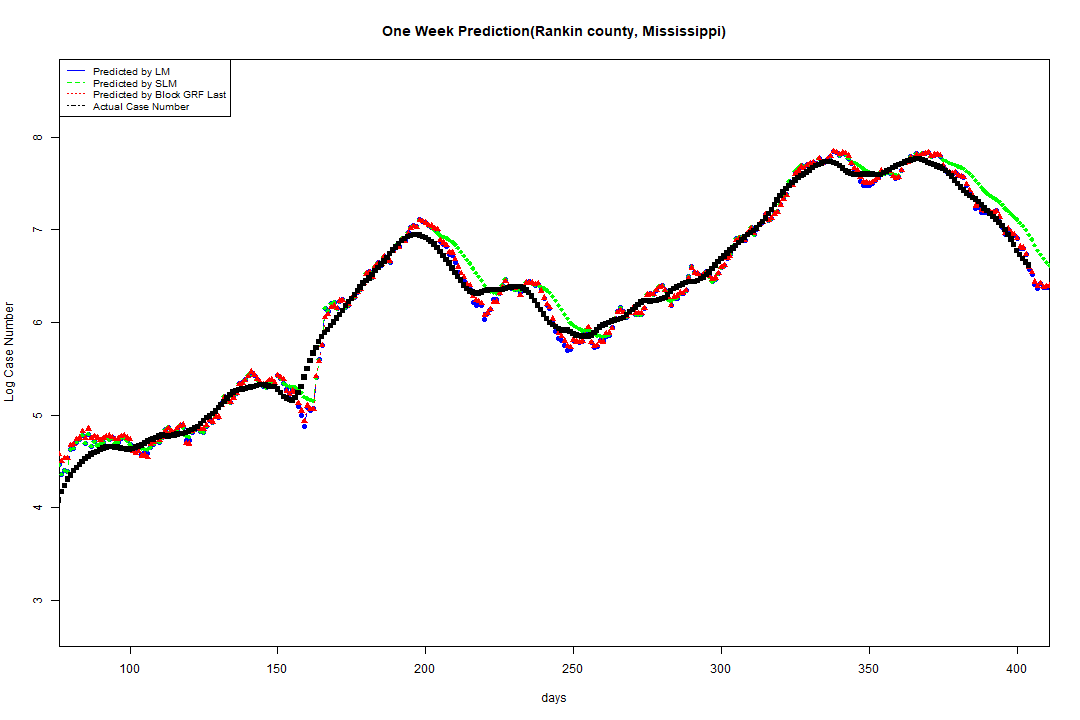 One Week Prediction(Rankin county, Mississippi)
Predicted by LM
Predicted by SLM
Predicted by Block GRF Last
Actual Case Number
8
7
6
5
4
3
Log Case Number
100 150 200 250 300 350 400
days